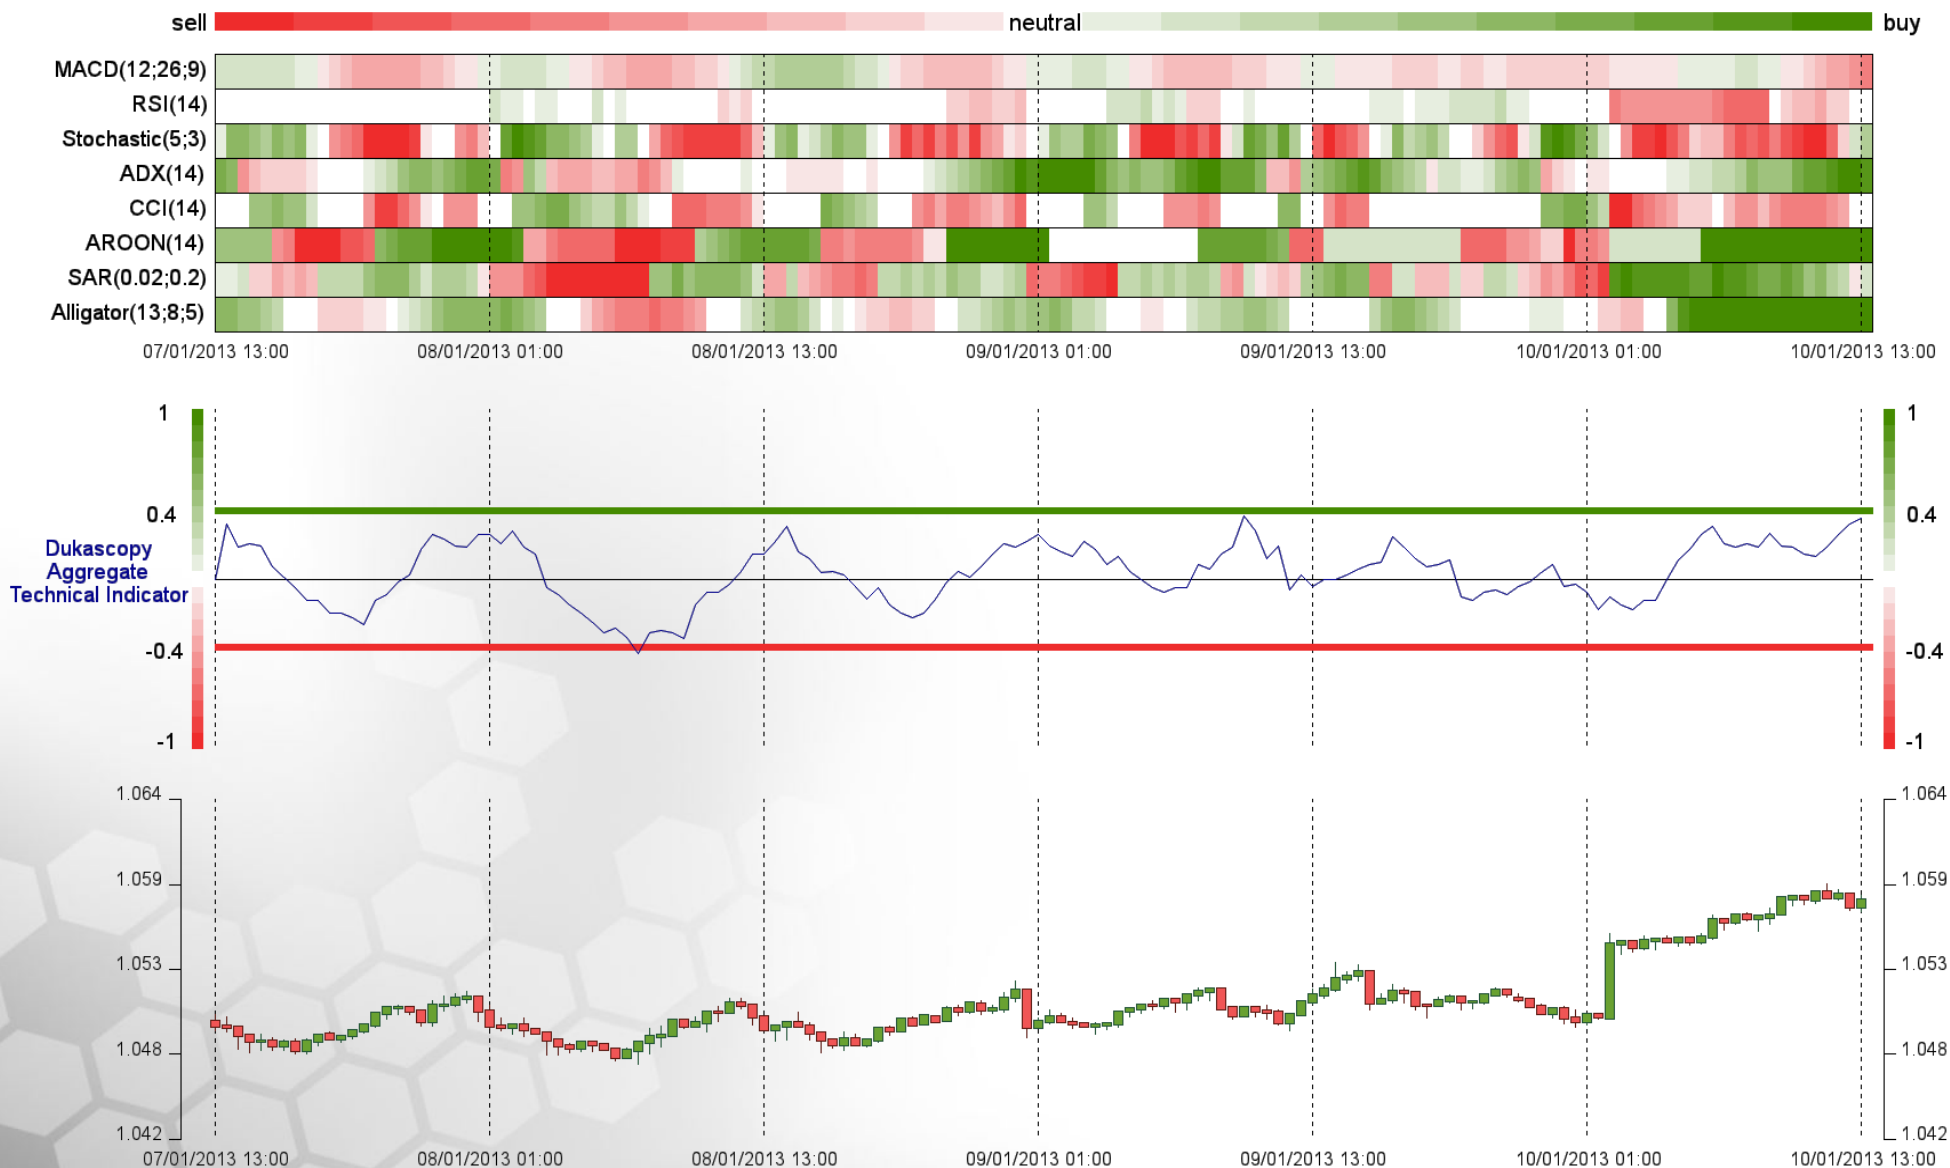 sell neutral buy
MACD(12;26;9)
RSI(14)
Stochastic(5;3)
ADX(14)
CCI(14)
AROON(14)
SAR(0.02;0.2)
Alligator(13;8;5)
07/01/2013 13:00 08/01/2013 01:00 08/01/2013 13:00 09/01/2013 01:00 09/01/2013 13:00 10/01/2013 01:00 10/01/2013 13:00
1 1
0.4 0.4
Dukascopy
Aggregate
Technical Indicator
-0.4 -0.4
-1 -1
1.064 1.064
1.059 1.059
1.053 1.053
1.048 1.048
1.042 1.042
07/01/2013 13:00 08/01/2013 01:00 08/01/2013 13:00 09/01/2013 01:00 09/01/2013 13:00 10/01/2013 01:00 10/01/2013 13:00